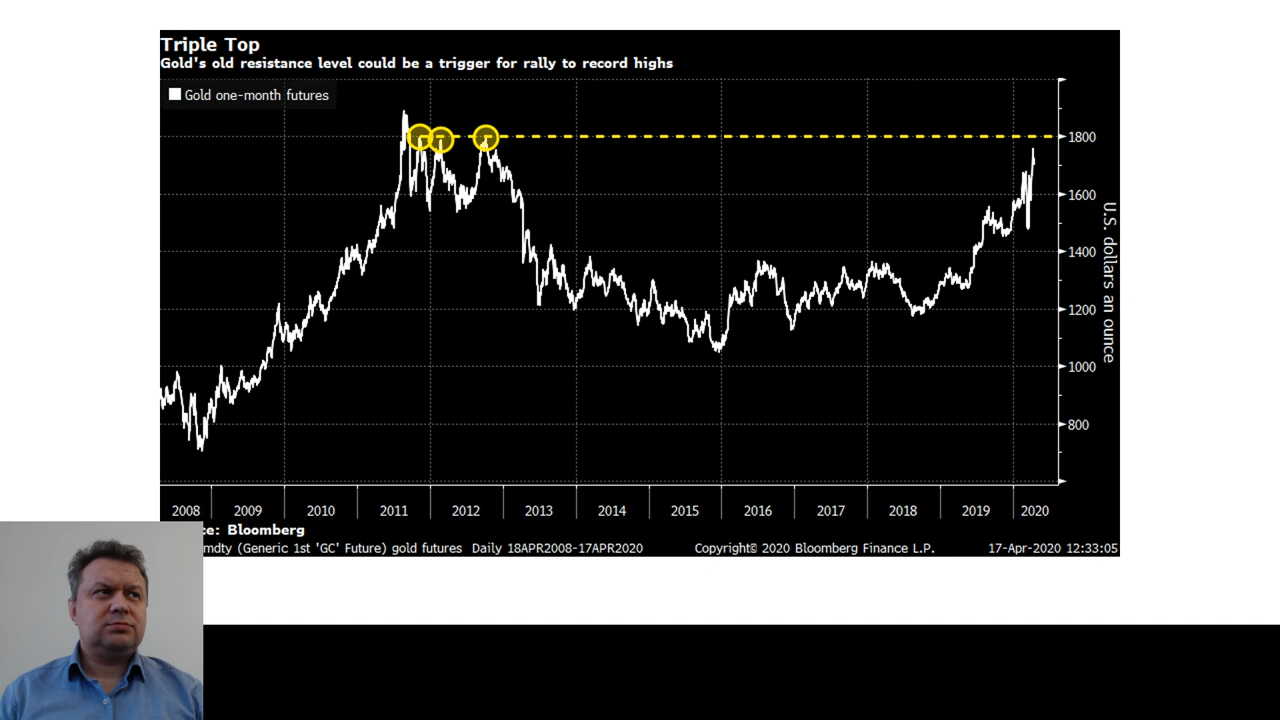 Triple Top
Gold's old resistance level could be a trigger for rally to record highs
Gold one-month futures
1800
1600
1400
1200
1000
800
U.S. dollars an ounce
2008 2009 2010 2011 2012 2013 2014 2015 2016 2017 2018 2019 2020
ce: Bloomberg
mdty (Generic 1st 'GC' Future) gold futures Daily 18APR2008-17APR2020 Copyright© 2020 Bloomberg Finance L.P. 17-Apr-2020 12:33:05